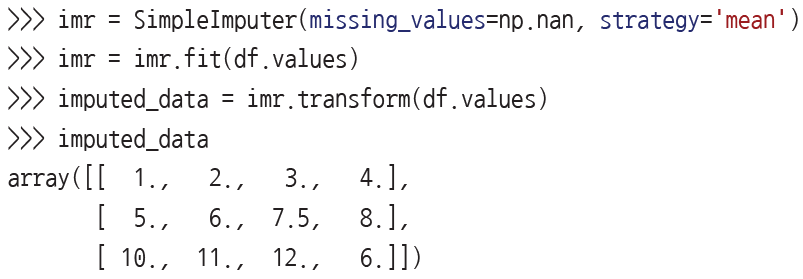 >>> imr = SimpleImputer(missing_values=np.nan, strategy='mean')
>>> imr = imr.fit(df.values)
>>> imputed_data = imr.transform(df.values)
>>> imputed_data
array([[  1.,   2.,   3.,   4.],
       [  5.,   6.,  7.5,   8.],
       [ 10.,  11.,  12.,   6.]])